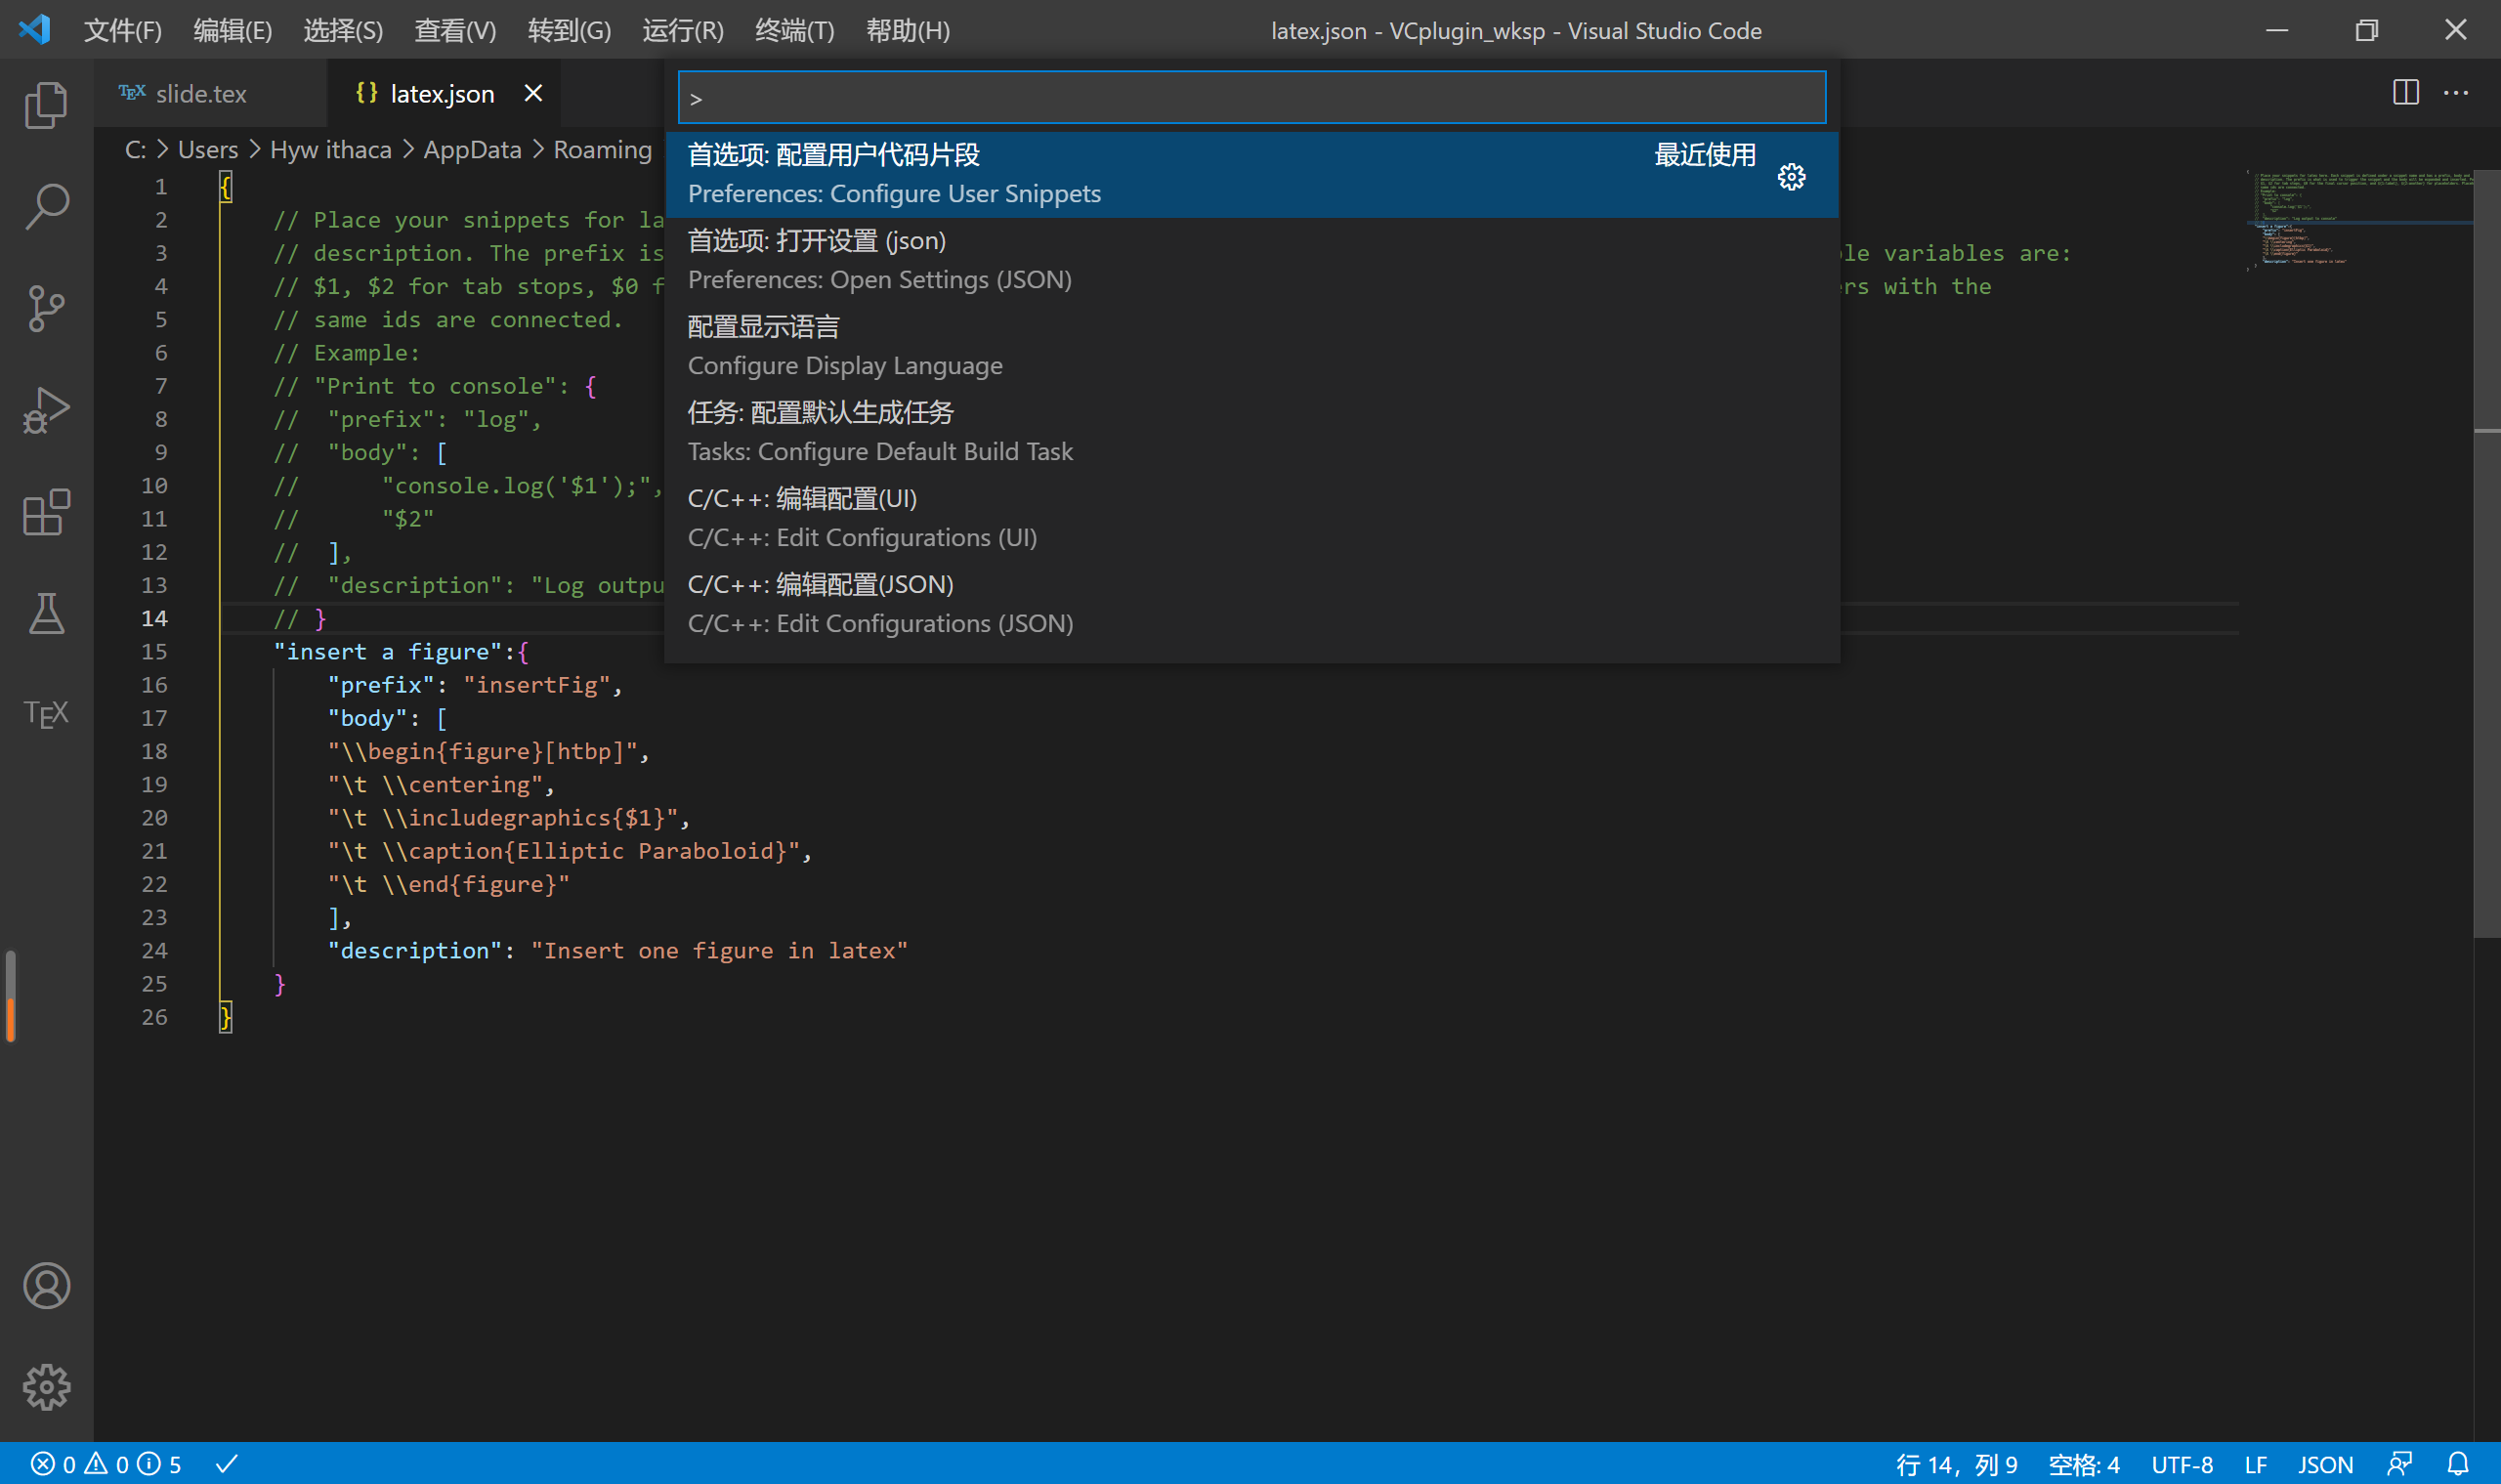 文件(F) 编辑(E) 选择(S) 查看(V) 转到(G) 运行(R) 终端(T) 帮助(H) latex.json - VCplugin_wksp - Visual Studio Code
TEX slide.tex {} latex.json
>
C: > Users > Hyw ithaca > AppData > Roaming
首选项: 配置用户代码片段 最近使用
Preferences: Configure User Snippets
首选项: 打开设置 (json)
Preferences: Open Settings (JSON)
配置显示语言
Configure Display Language
任务: 配置默认生成任务
Tasks: Configure Default Build Task
C/C++: 编辑配置(UI)
C/C++: Edit Configurations (UI)
C/C++: 编辑配置(JSON)
C/C++: Edit Configurations (JSON)
1 {
2 // Place your snippets for la
3 // description. The prefix is le variables are:
4 // $1, $2 for tab stops, $0 f rs with the
5 // same ids are connected.
6 // Example:
7 // "Print to console": {
8 // "prefix": "log",
9 // "body": [
10 // "console.log('$1');",
11 // "$2"
12 // ],
13 // "description": "Log outpu
14 // }
15 "insert a figure":{
16 "prefix": "insertFig",
17 "body": [
18 "\\begin{figure}[htbp]",
19 "\t \\centering",
20 "\t \\includegraphics{$1}",
21 "\t \\caption{Elliptic Paraboloid}",
22 "\t \\end{figure}"
23 ],
24 "description": "Insert one figure in latex"
25 }
26 }
TEX
0 0 5 行 14，列 9 空格: 4 UTF-8 LF JSON